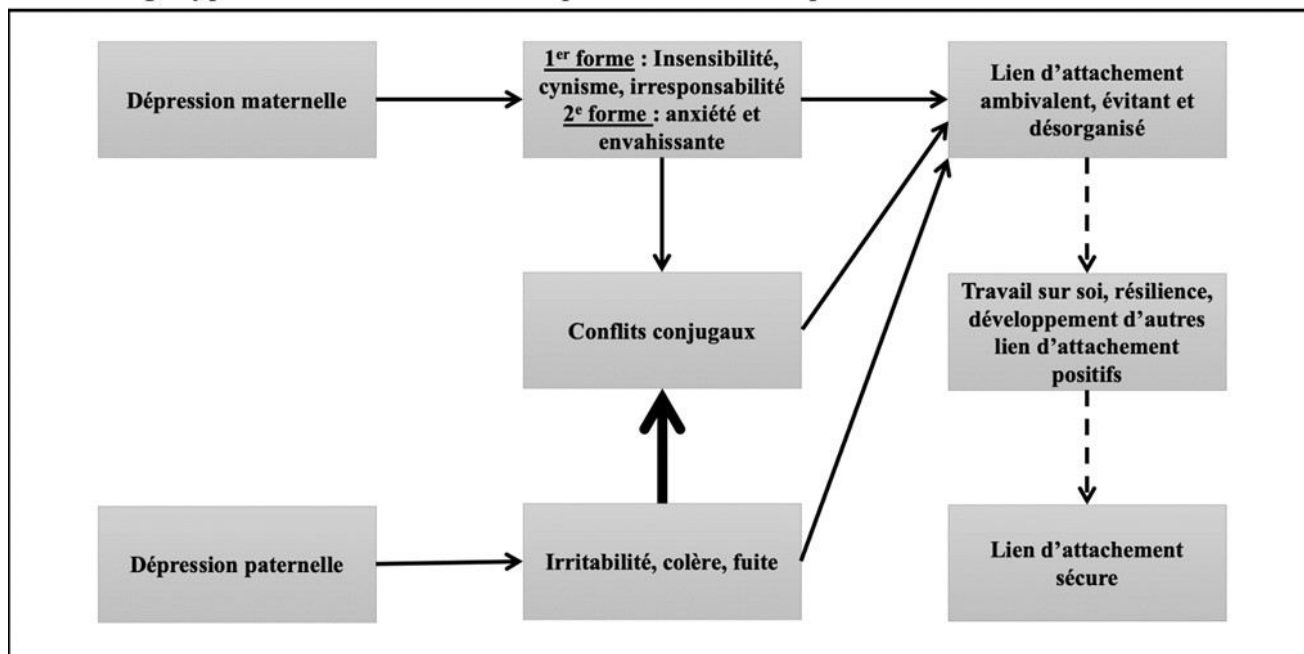 Dépression maternelle
1er forme : Insensibilité,
cynisme, irresponsabilité
2e forme : anxiété et
envahissante
Lien d'attachement
ambivalent, évitant et
désorganisé
Conflits conjugaux
Travail sur soi, résilience,
développement d'autres
lien d'attachement
positifs
Dépression paternelle
Irritabilité, colère, fuite
Lien d'attachement
sécure